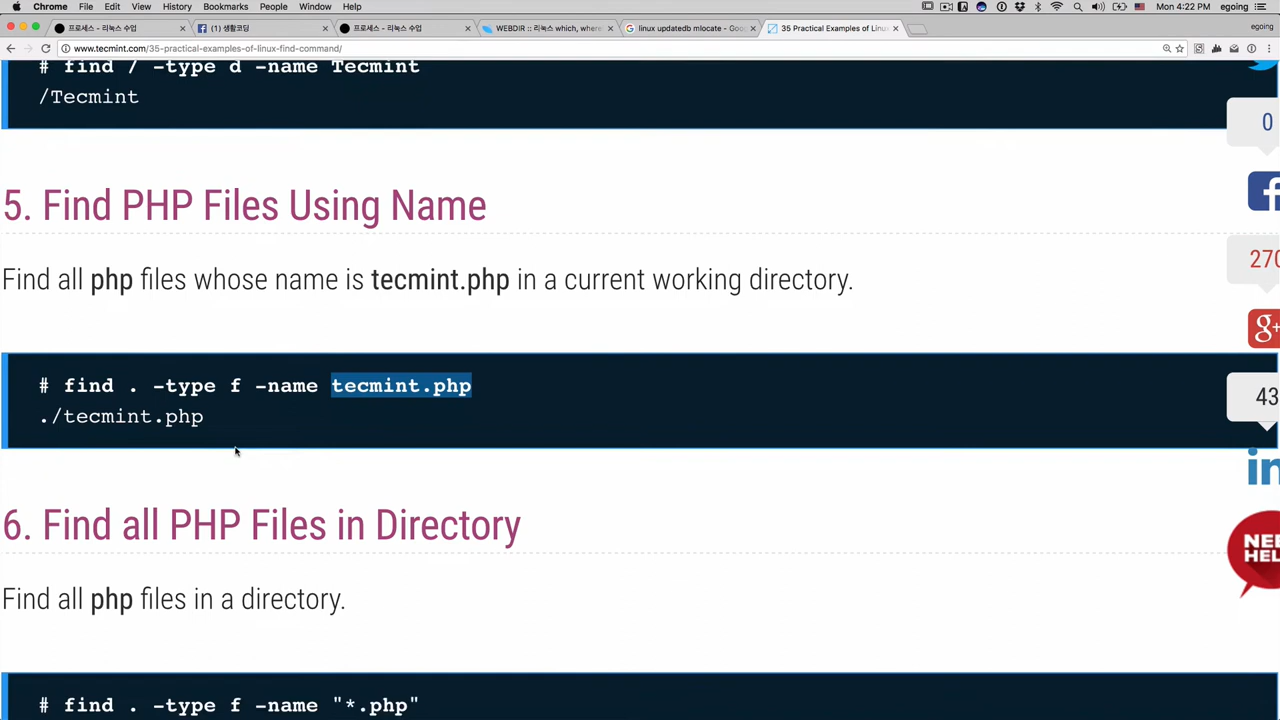 Chrome File Edit View History Bookmarks People Window Help Mon 4:22 PM egoing
프로세스 - 리눅스 수업 (1) 생활코딩 프로세스 - 리눅스 수업 WEBDIR :: 리눅스 which, where linux updatedb mlocate - Goo 35 Practical Examples of Linu egoing
www.tecmint.com/35-practical-examples-of-linux-find-command/
# find / -type d -name Tecmint
/Tecmint
0
5. Find PHP Files Using Name
270
Find all php files whose name is tecmint.php in a current working directory.
g+
# find . -type f -name tecmint.php
./tecmint.php
43
in
6. Find all PHP Files in Directory
NEE
HEL
Find all php files in a directory.
# find . -type f -name "*.php"